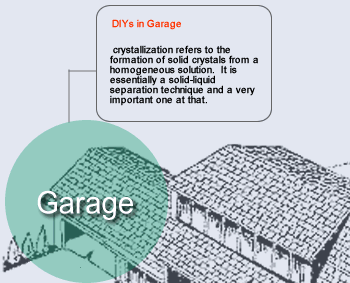 DIYs in Garage
crystallization refers to the
formation of solid crystals from a
homogeneous solution. It is
essentially a solid-liquid
separation technique and a very
important one at that.
Garage